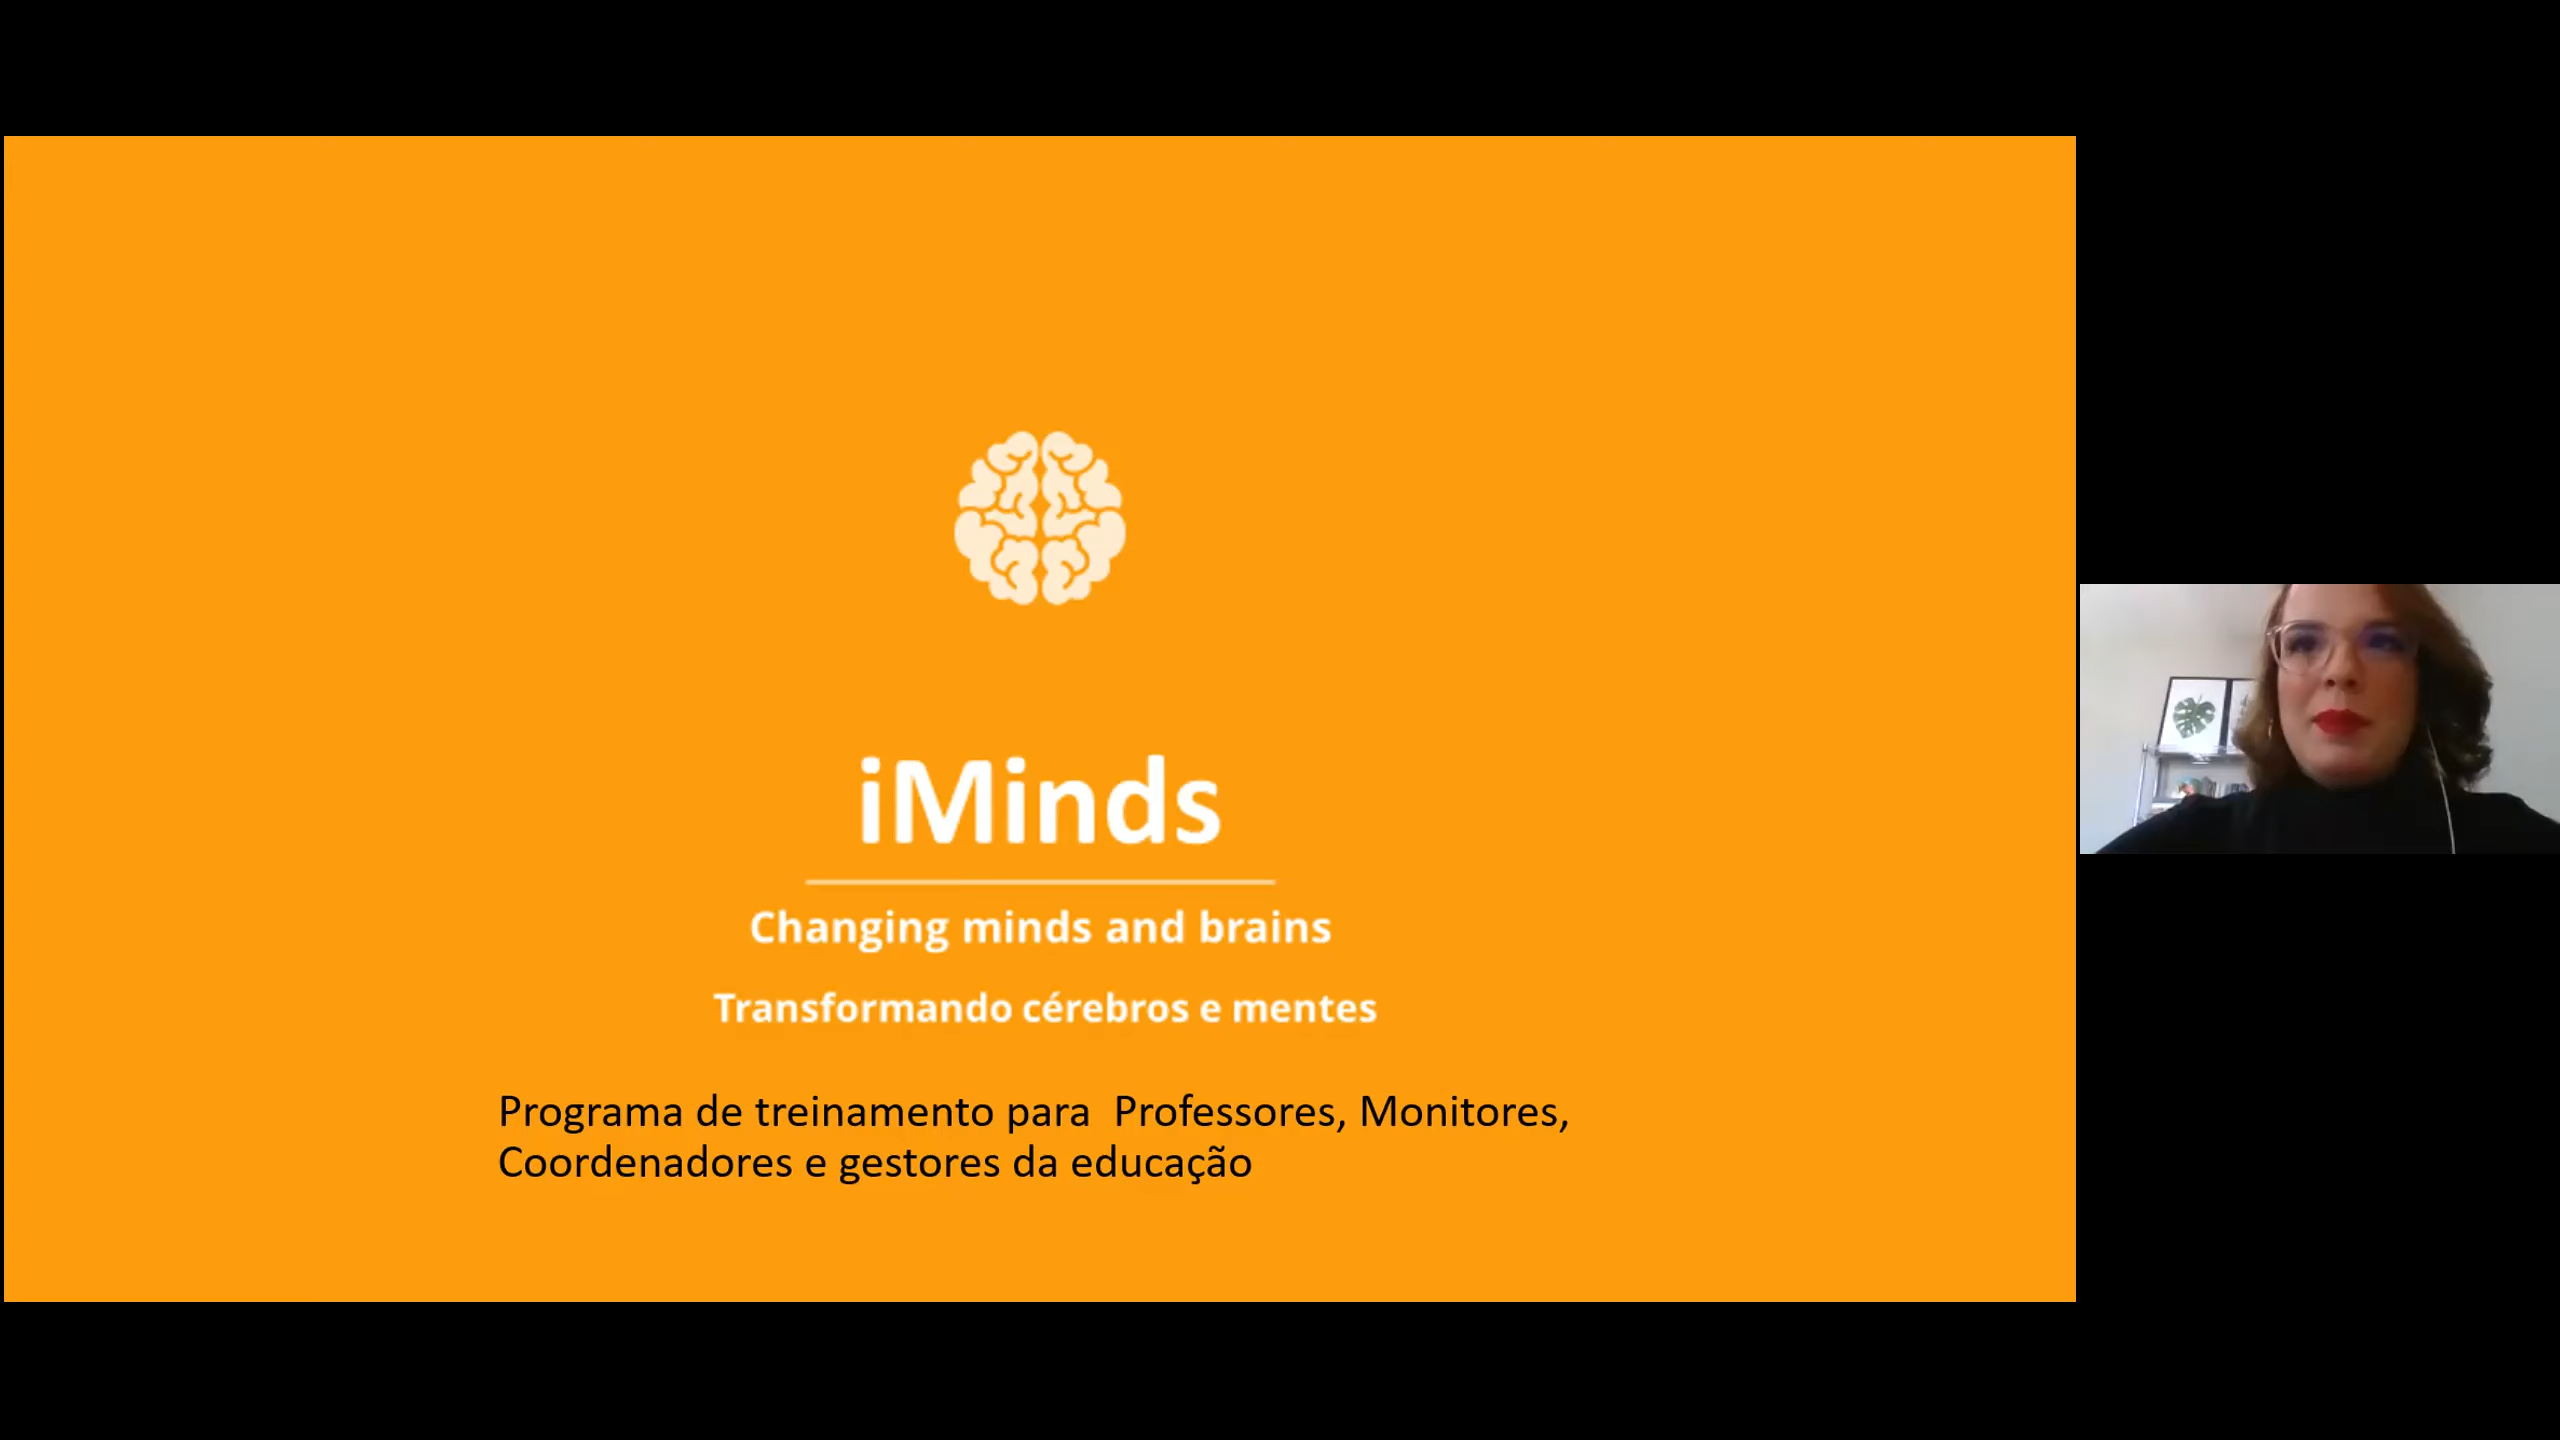 iMinds
Changing minds and brains
Transformando cérebros e mentes
Programa de treinamento para  Professores, Monitores,
Coordenadores e gestores da educação